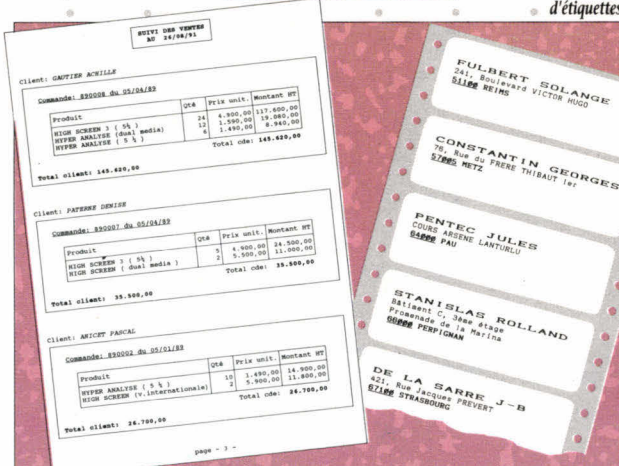 d'étiquettes
SUIVI DES VENTES
AU 26/08/91
Client: GAUTIER ACHILLE
Commande: 890008 du 05/04/89
Produit Qté Prix unit. Montant HT
HIGH SCREEN 3 ( 5¼ ) 24 4.900,00 117.600,00
HYPER ANALYSE (dual media) 12 1.590,00 19.080,00
HYPER ANALYSE ( 5 ¼ ) 6 1.490,00 8.940,00
Total cde: 145.620,00
Total client: 145.620,00
Client: PATERNE DENISE
Commande: 890007 du 05/04/89
Produit Qté Prix unit. Montant HT
HIGH SCREEN 3 ( 5¼ ) 5 4.900,00 24.500,00
HIGH SCREEN ( dual media ) 2 5.500,00 11.000,00
Total cde: 35.500,00
Total client: 35.500,00
Client: ANICET PASCAL
Commande: 890002 du 05/01/89
Produit Qté Prix unit. Montant HT
HYPER ANALYSE ( 5 ¼ ) 10 1.490,00 14.900,00
HIGH SCREEN (v.internationale) 2 5.900,00 11.800,00
Total cde: 26.700,00
Total client: 26.700,00
page - 3 -
FULBERT SOLANGE
241, Boulevard VICTOR HUGO
51100 REIMS
CONSTANTIN GEORGES
76, Rue du FRERE THIBAUT 1er
57005 METZ
PENTEC JULES
COURS ARSENE LANTURLU
64000 PAU
STANISLAS ROLLAND
Bâtiment C, 3ème étage
Promenade de la Marina
66000 PERPIGNAN
DE LA SARRE J-B
421, Rue Jacques PREVERT
67100 STRASBOURG